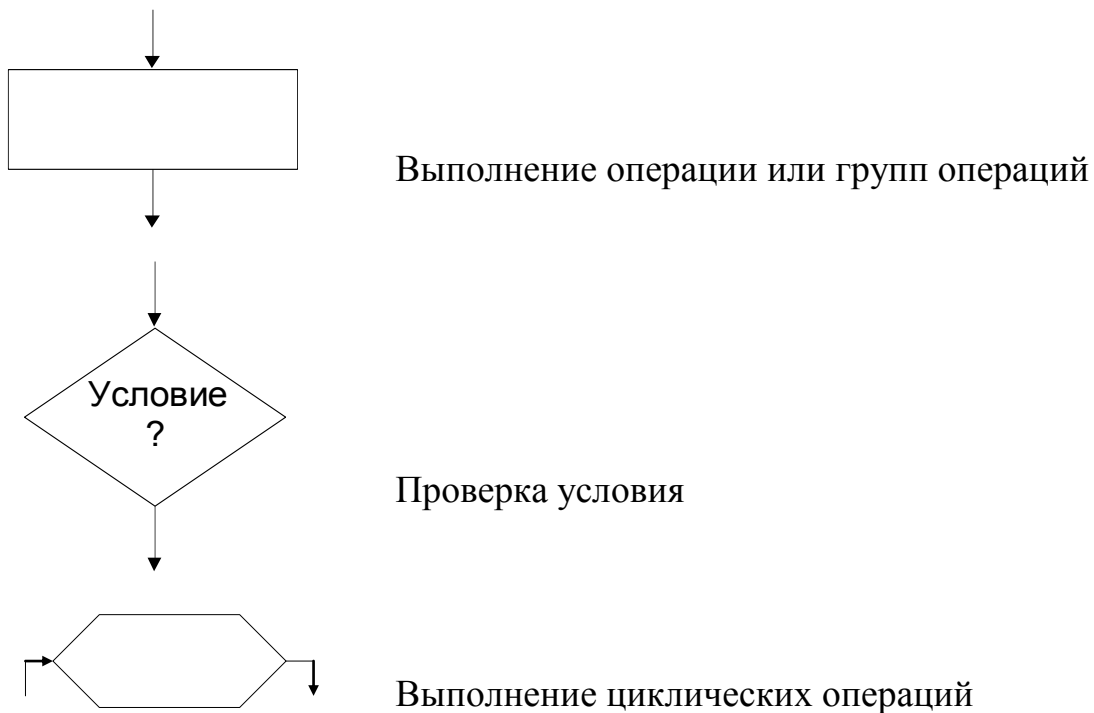 Выполнение операции или групп операций
Условие
?
Проверка условия
Выполнение циклических операций